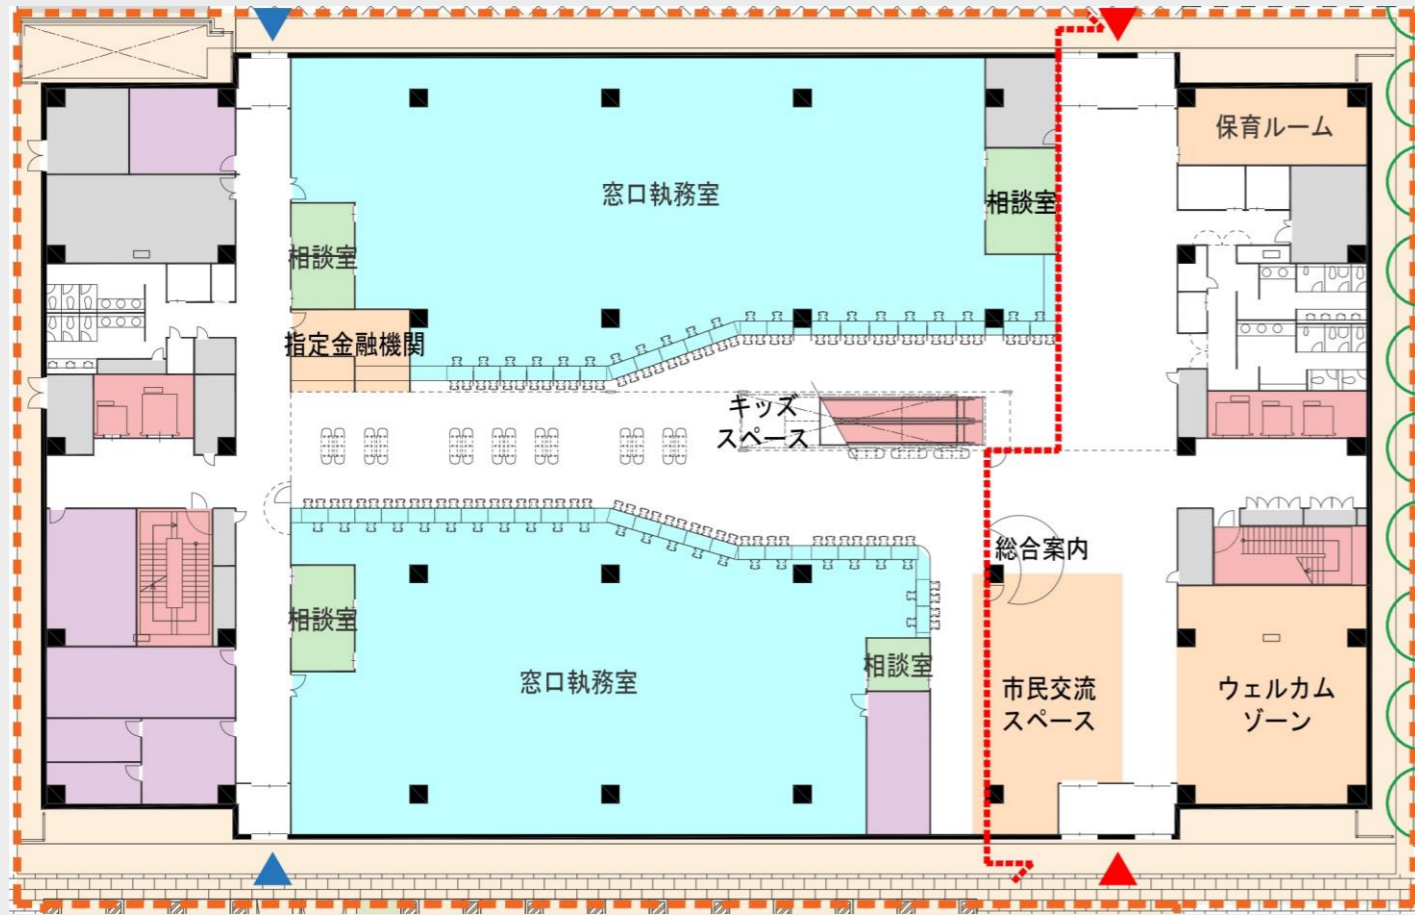 保育ルーム
窓口執務室
相談室
相談室
指定金融機関
キッズ
スペース
総合案内
相談室
相談室
窓口執務室
市民交流
スペース
ウェルカム
ゾーン